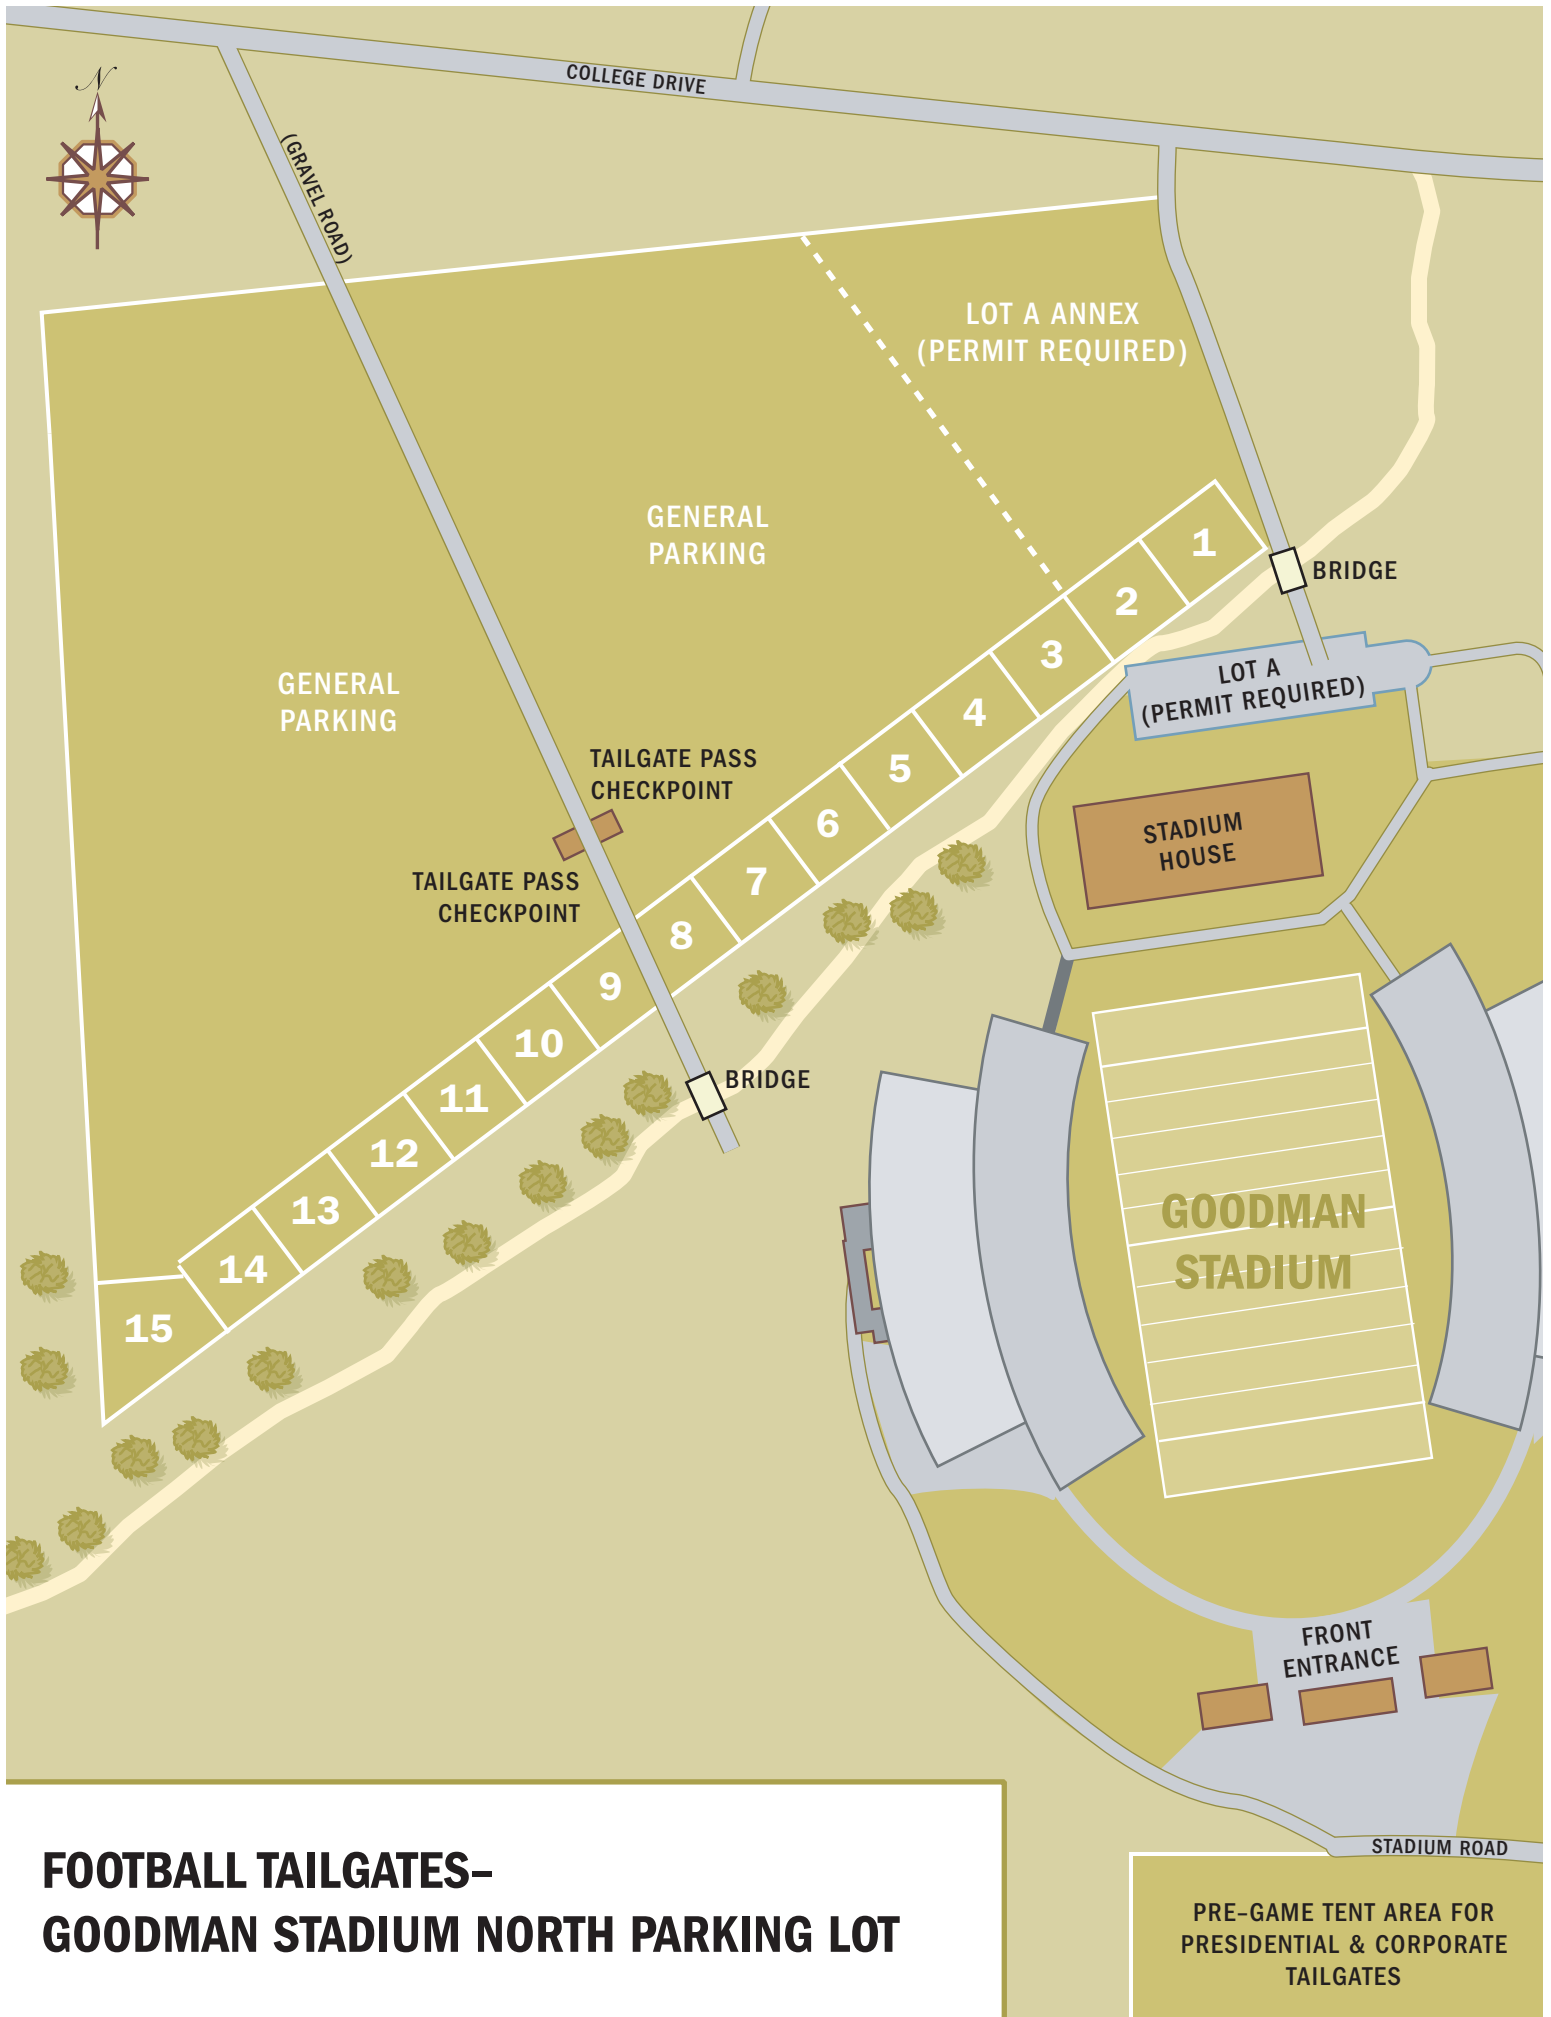 N
COLLEGE DRIVE
(GRAVEL ROAD)
LOT A ANNEX
(PERMIT REQUIRED)
GENERAL
PARKING
1
BRIDGE
2
3
LOT A
(PERMIT REQUIRED)
GENERAL
PARKING
4
5
TAILGATE PASS
CHECKPOINT
6
STADIUM
HOUSE
7
TAILGATE PASS
CHECKPOINT
8
9
10
BRIDGE
11
12
13
GOODMAN
STADIUM
14
15
FRONT
ENTRANCE
STADIUM ROAD
FOOTBALL TAILGATES–
GOODMAN STADIUM NORTH PARKING LOT
PRE–GAME TENT AREA FOR
PRESIDENTIAL & CORPORATE
TAILGATES